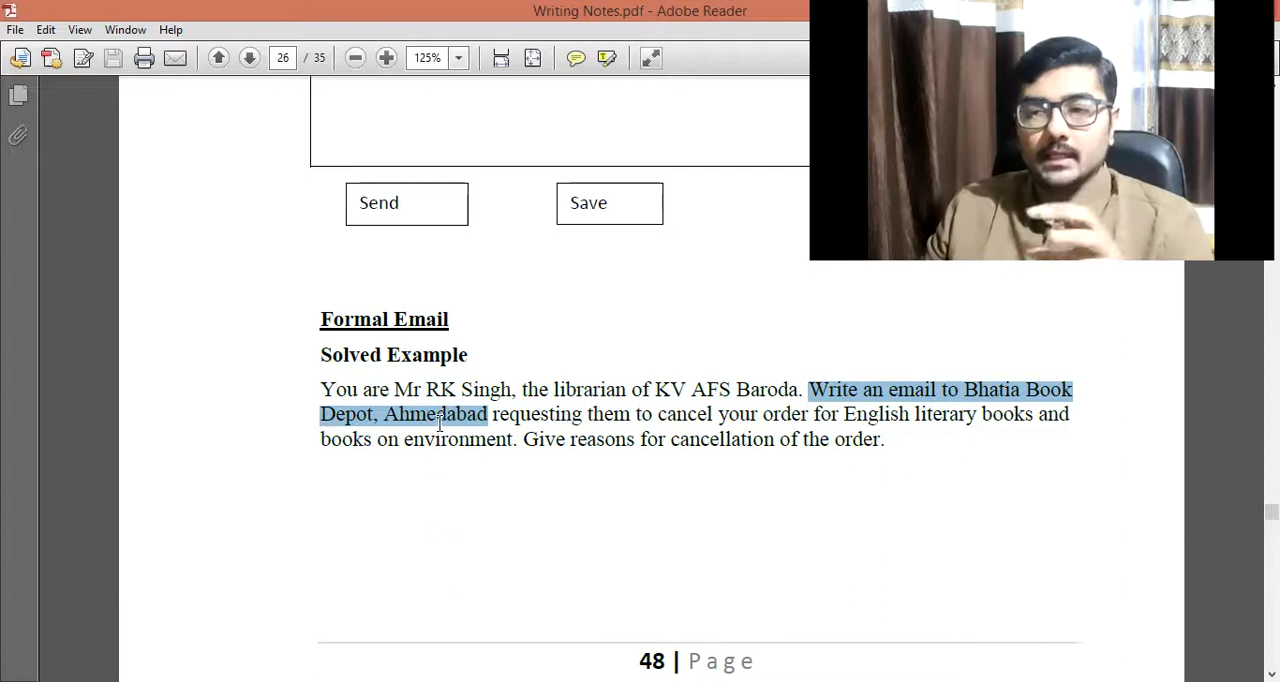 Writing Notes.pdf - Adobe Reader
File Edit View Window Help
26 / 35 125%
Send Save
Formal Email
Solved Example
You are Mr RK Singh, the librarian of KV AFS Baroda. Write an email to Bhatia Book
Depot, Ahmedabad requesting them to cancel your order for English literary books and
books on environment. Give reasons for cancellation of the order.
48 | Page